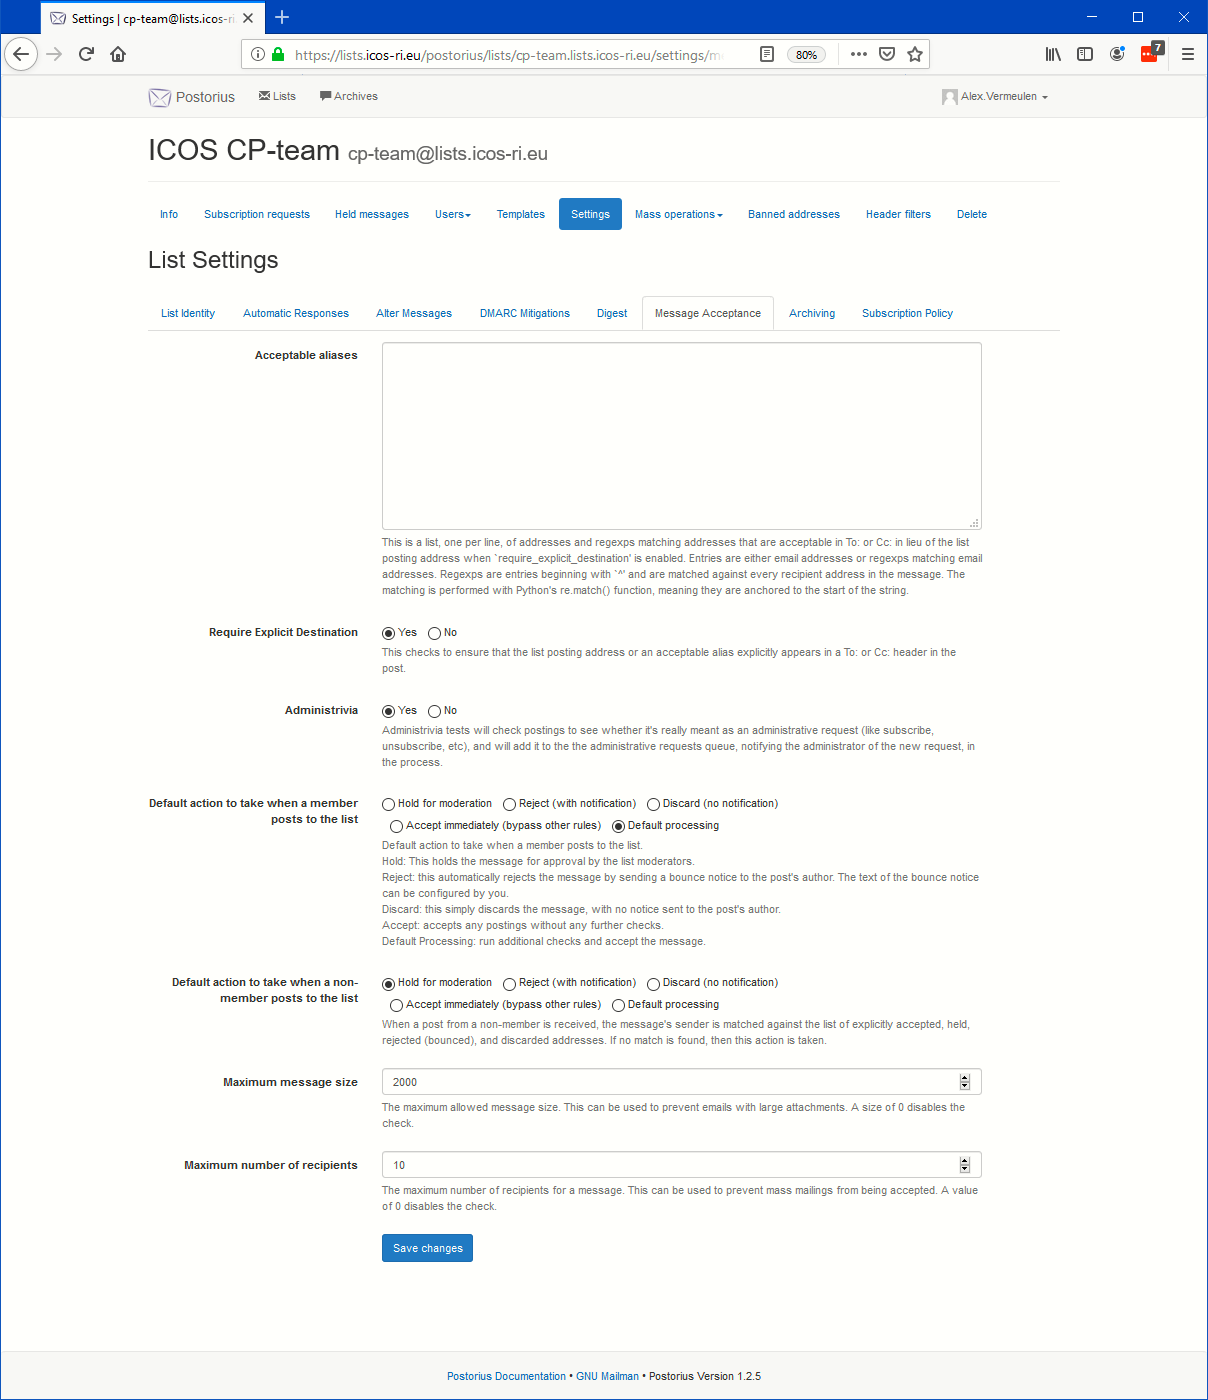 Settings | cp-team@lists.icos-ri
https://lists.icos-ri.eu/postorius/lists/cp-team.lists.icos-ri.eu/settings/m
80%
7
Postorius Lists Archives Alex.Vermeulen
ICOS CP-team cp-team@lists.icos-ri.eu
Info Subscription requests Held messages Users Templates Settings Mass operations Banned addresses Header filters Delete
List Settings
List Identity Automatic Responses Alter Messages DMARC Mitigations Digest Message Acceptance Archiving Subscription Policy
Acceptable aliases
This is a list, one per line, of addresses and regexps matching addresses that are acceptable in To: or Cc: in lieu of the list
posting address when `require_explicit_destination' is enabled. Entries are either email addresses or regexps matching email
addresses. Regexps are entries beginning with `^' and are matched against every recipient address in the message. The
matching is performed with Python's re.match() function, meaning they are anchored to the start of the string.
Require Explicit Destination Yes No
This checks to ensure that the list posting address or an acceptable alias explicitly appears in a To: or Cc: header in the
post.
Administrivia Yes No
Administrivia tests will check postings to see whether it's really meant as an administrative request (like subscribe,
unsubscribe, etc), and will add it to the the administrative requests queue, notifying the administrator of the new request, in
the process.
Default action to take when a member
posts to the list
Hold for moderation Reject (with notification) Discard (no notification)
Accept immediately (bypass other rules) Default processing
Default action to take when a member posts to the list.
Hold: This holds the message for approval by the list moderators.
Reject: this automatically rejects the message by sending a bounce notice to the post's author. The text of the bounce notice
can be configured by you.
Discard: this simply discards the message, with no notice sent to the post's author.
Accept: accepts any postings without any further checks.
Default Processing: run additional checks and accept the message.
Default action to take when a non-
member posts to the list
Hold for moderation Reject (with notification) Discard (no notification)
Accept immediately (bypass other rules) Default processing
When a post from a non-member is received, the message's sender is matched against the list of explicitly accepted, held,
rejected (bounced), and discarded addresses. If no match is found, then this action is taken.
Maximum message size 2000
The maximum allowed message size. This can be used to prevent emails with large attachments. A size of 0 disables the
check.
Maximum number of recipients 10
The maximum number of recipients for a message. This can be used to prevent mass mailings from being accepted. A value
of 0 disables the check.
Save changes
Postorius Documentation • GNU Mailman • Postorius Version 1.2.5